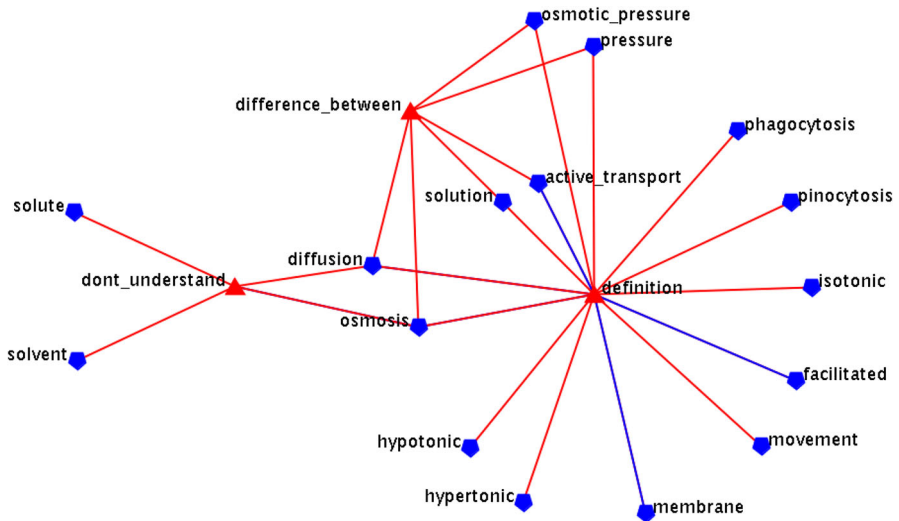 osmotic_pressure
pressure
difference_between
phagocytosis
active_transport
solution
pinocytosis
solute
diffusion
dont_understand
isotonic
definition
osmosis
solvent
facilitated
hypotonic
movement
hypertonic
membrane